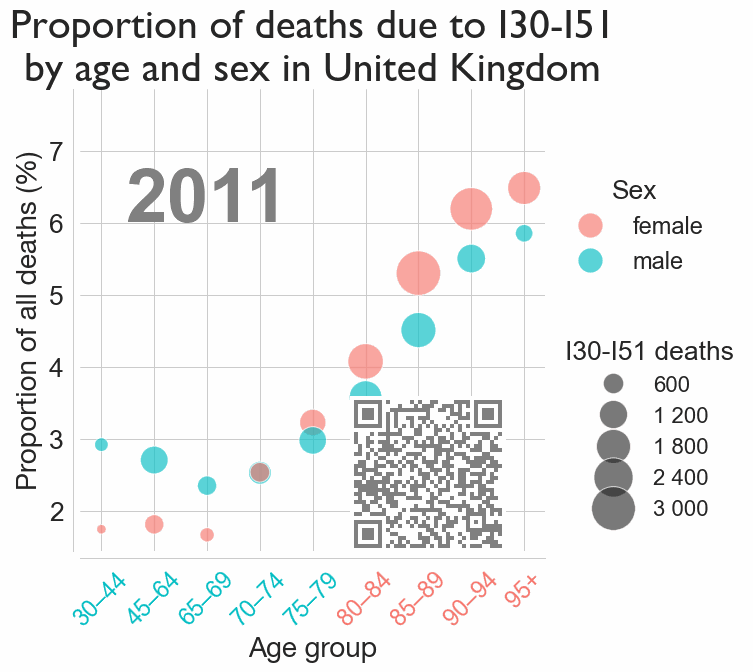 Proportion of deaths due to I30-I51
by age and sex in United Kingdom
2011
Proportion of all deaths (%)
7
6
5
4
3
2
30–44
45–64
65–69
70–74
75–79
80–84
85–89
90–94
95+
Age group
Sex
female
male
I30-I51 deaths
600
1 200
1 800
2 400
3 000